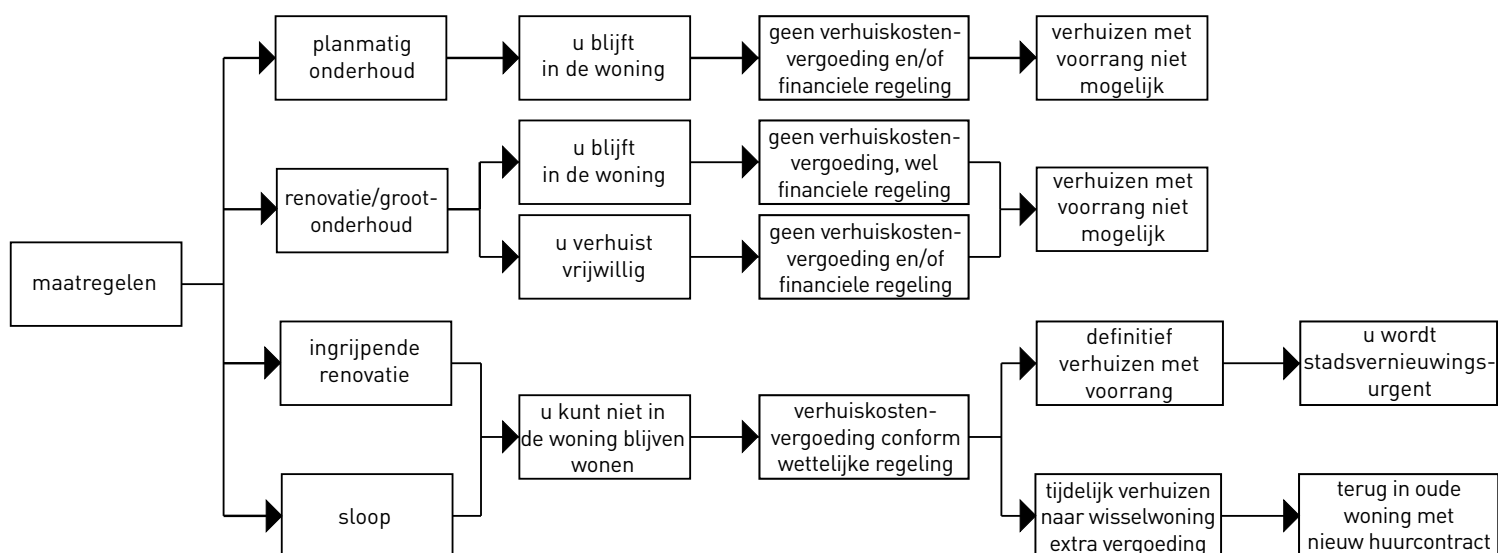 planmatig
onderhoud
u blijft
in de woning
geen verhuiskosten-
vergoeding en/of
financiele regeling
verhuizen met
voorrang niet
mogelijk
renovatie/groot-
onderhoud
u blijft
in de woning
geen verhuiskosten-
vergoeding, wel
financiele regeling
verhuizen met
voorrang niet
mogelijk
u verhuist
vrijwillig
geen verhuiskosten-
vergoeding en/of
financiele regeling
maatregelen
ingrijpende
renovatie
sloop
u kunt niet in
de woning blijven
wonen
verhuiskosten-
vergoeding conform
wettelijke regeling
definitief
verhuizen met
voorrang
u wordt
stadsvernieuwings-
urgent
tijdelijk verhuizen
naar wisselwoning
extra vergoeding
terug in oude
woning met
nieuw huurcontract